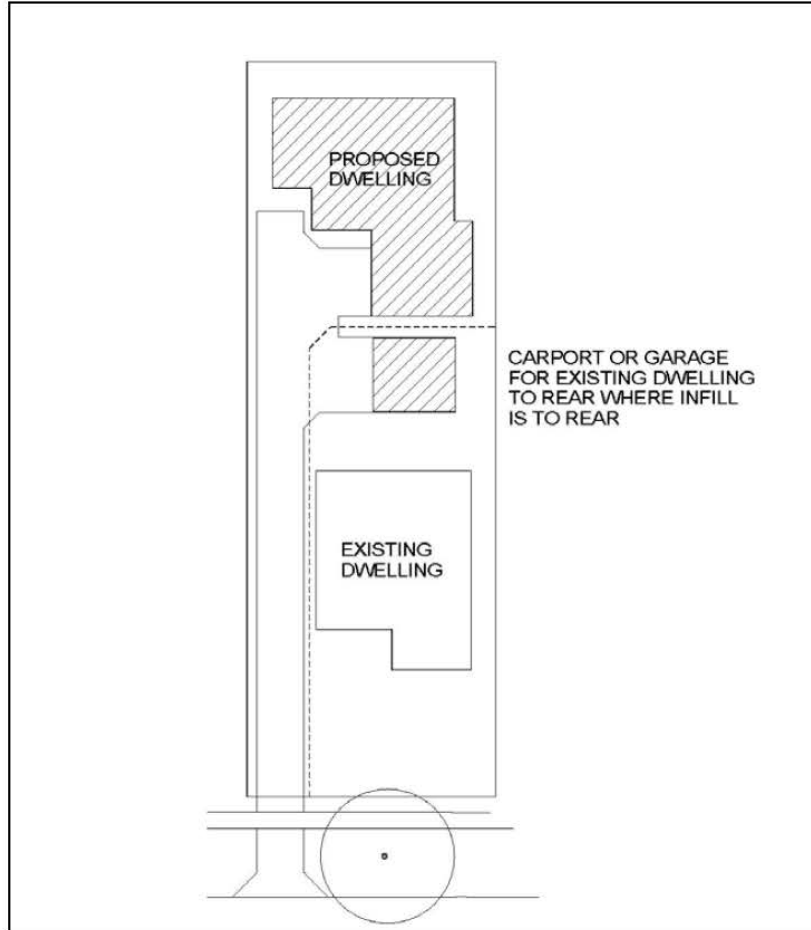 PROPOSED
DWELLING
CARPORT OR GARAGE
FOR EXISTING DWELLING
TO REAR WHERE INFILL
IS TO REAR
EXISTING
DWELLING